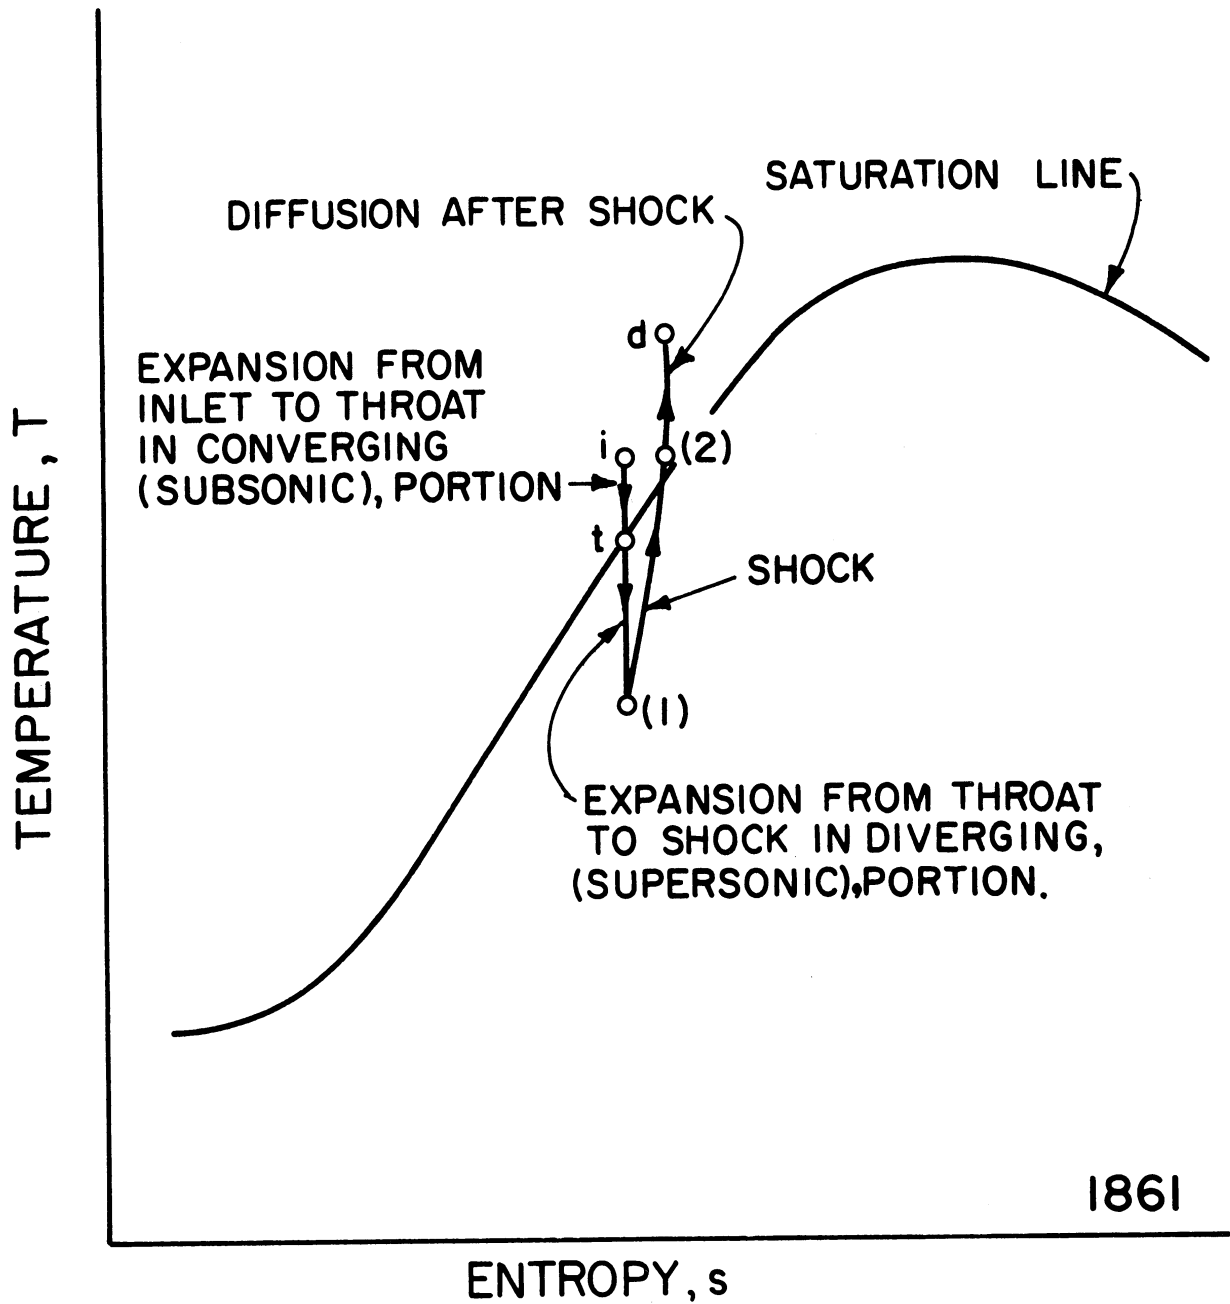 SATURATION LINE
DIFFUSION AFTER SHOCK
d
EXPANSION FROM
INLET TO THROAT
IN CONVERGING
(SUBSONIC), PORTION
i
(2)
t
SHOCK
(1)
EXPANSION FROM THROAT
TO SHOCK IN DIVERGING,
(SUPERSONIC), PORTION.
TEMPERATURE, T
1861
ENTROPY, s